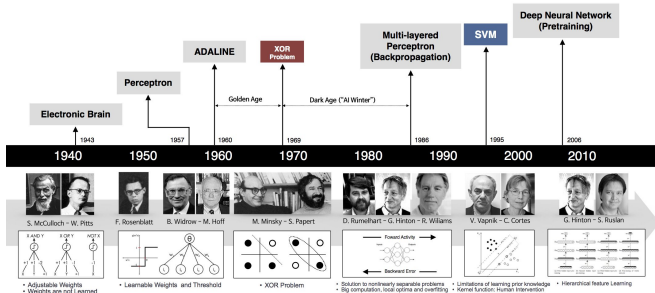 Deep Neural Network
(Pretraining)
Multi-layered
Perceptron
(Backpropagation)
SVM
ADALINE
XOR
Problem
Perceptron
Golden Age
Dark Age ("AI Winter")
Electronic Brain
1943
1957
1960
1969
1986
1995
2006
1940
1950
1960
1970
1980
1990
2000
2010
S. McCulloch – W. Pitts
F. Rosenblatt
B. Widrow – M. Hoff
M. Minsky – S. Papert
D. Rumelhart – G. Hinton – R. Wiliams
V. Vapnik – C. Cortes
G. Hinton – S. Ruslan
X AND Y
X OR Y
NOT X
Forward Activity
Backward Error
• Adjustable Weights
• Weights are not Learned
• Learnable Weights and Threshold
• XOR Problem
• Solution to nonlinearly separable problems
• Big computation, local optima and overfitting
• Limitations of learning prior knowledge
• Kernel function: Human Intervention
• Hierarchical feature Learning